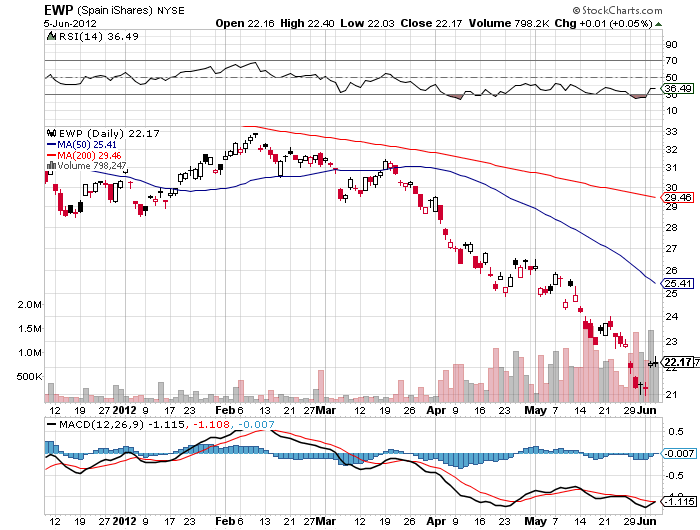 EWP (Spain iShares) NYSE © StockCharts.com
5-Jun-2012 Open 22.16 High 22.40 Low 22.03 Close 22.17 Volume 798.2K Chg +0.01 (+0.05%)
RSI(14) 36.49
90
70
50
36.49
30
10
EWP (Daily) 22.17
MA(50) 25.41
MA(200) 29.46
Volume 798,247
33
32
31
30
29.46
29
28
27
26
25.41
24
23
22.17
22
21
2.0M
1.5M
1.0M
500K
12 19 27 2012 9 17 23 Feb 6 13 21 27 Mar 12 19 26 Apr 9 16 23 May 7 14 21 29 Jun
MACD(12,26,9) -1.115, -1.108, -0.007
0.5
-0.007
-0.5
-1.115
12 19 27 2012 9 17 23 Feb 6 13 21 27 Mar 12 19 26 Apr 9 16 23 May 7 14 21 29 Jun